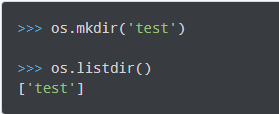 >>> os.mkdir('test')
>>> os.listdir()
['test']